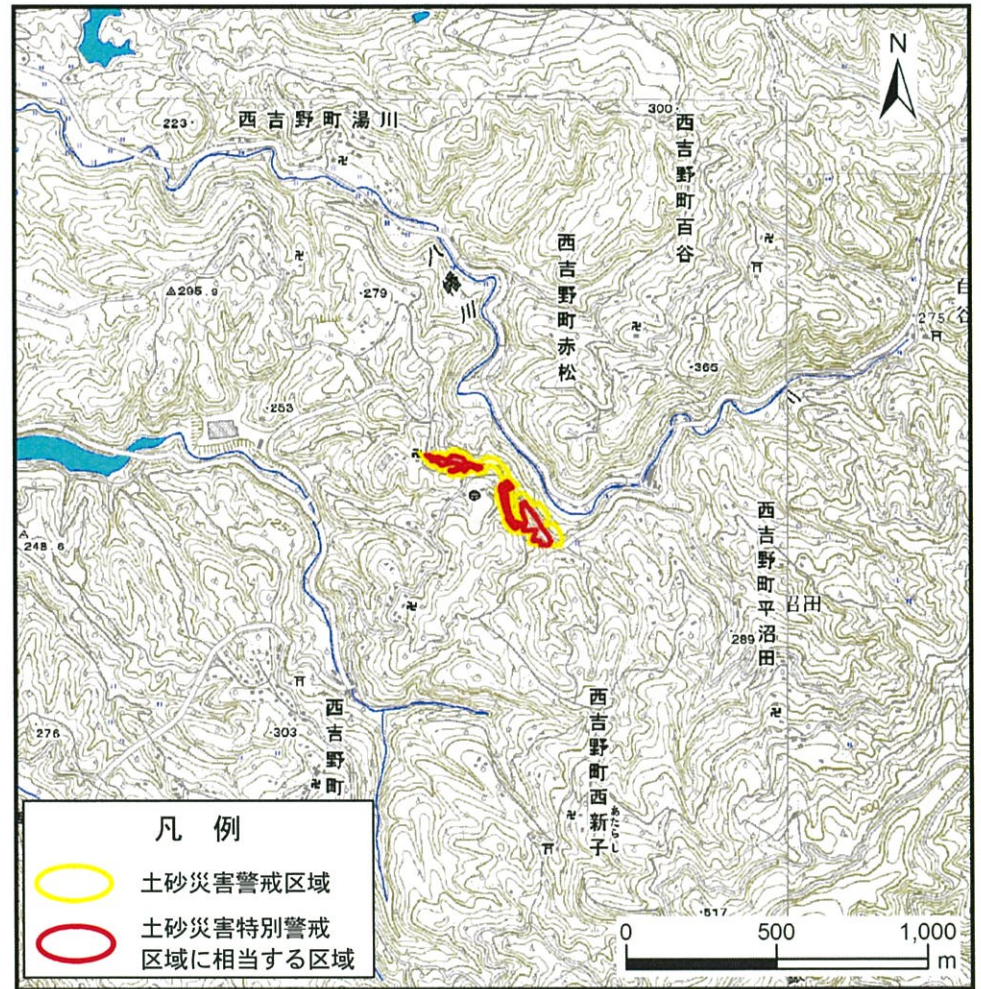 N
300
西吉野町湯川
223
西吉野町百谷
西吉野町赤松
295.9
279
275
365
253
248.6
西吉野町平沼田
沼田
289
西吉野町
276
303
西吉野町西新子
あたらし
517
凡 例
土砂災害警戒区域
土砂災害特別警戒
区域に相当する区域
0 500 1,000
m